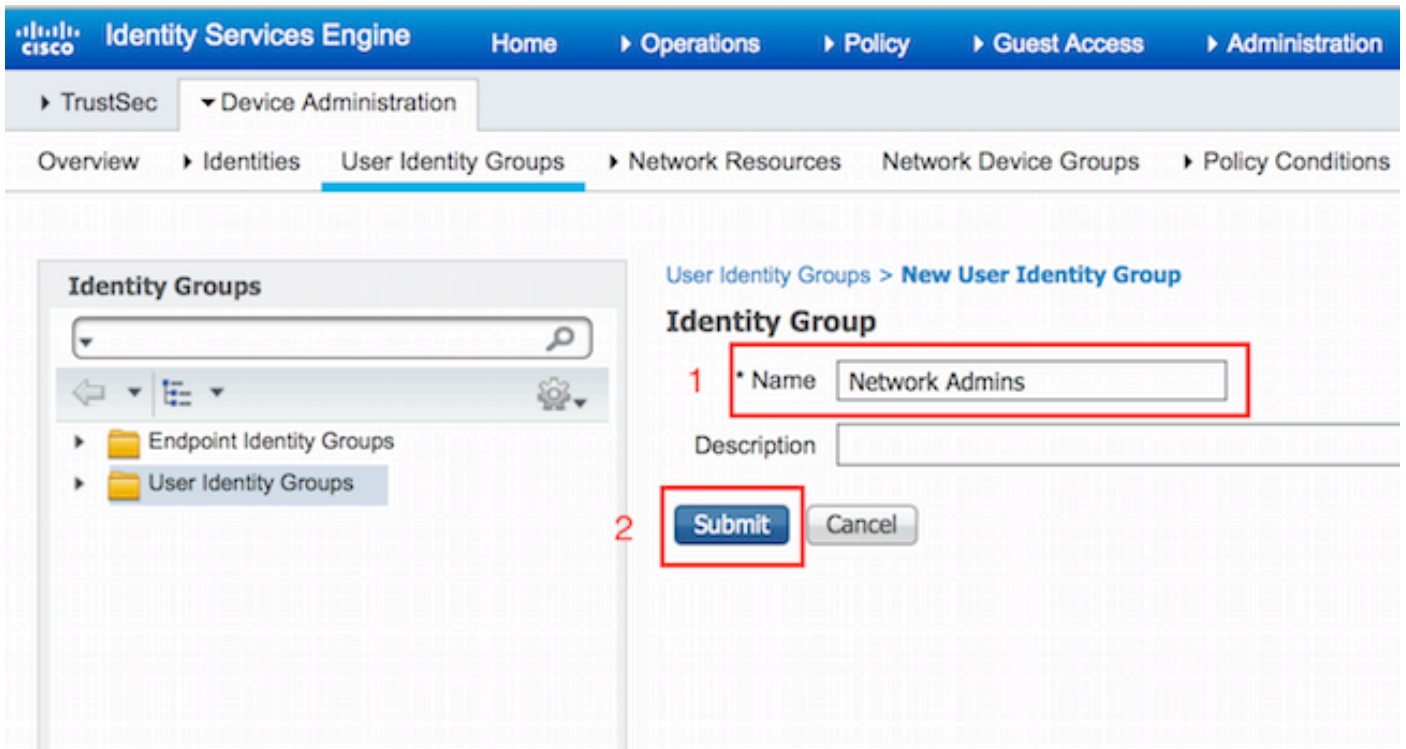 CISCO Identity Services Engine Home Operations Policy Guest Access Administration
TrustSec Device Administration
Overview Identities User Identity Groups Network Resources Network Device Groups Policy Conditions
Identity Groups
Endpoint Identity Groups
User Identity Groups
User Identity Groups > New User Identity Group
Identity Group
1 * Name Network Admins
Description
2 Submit Cancel